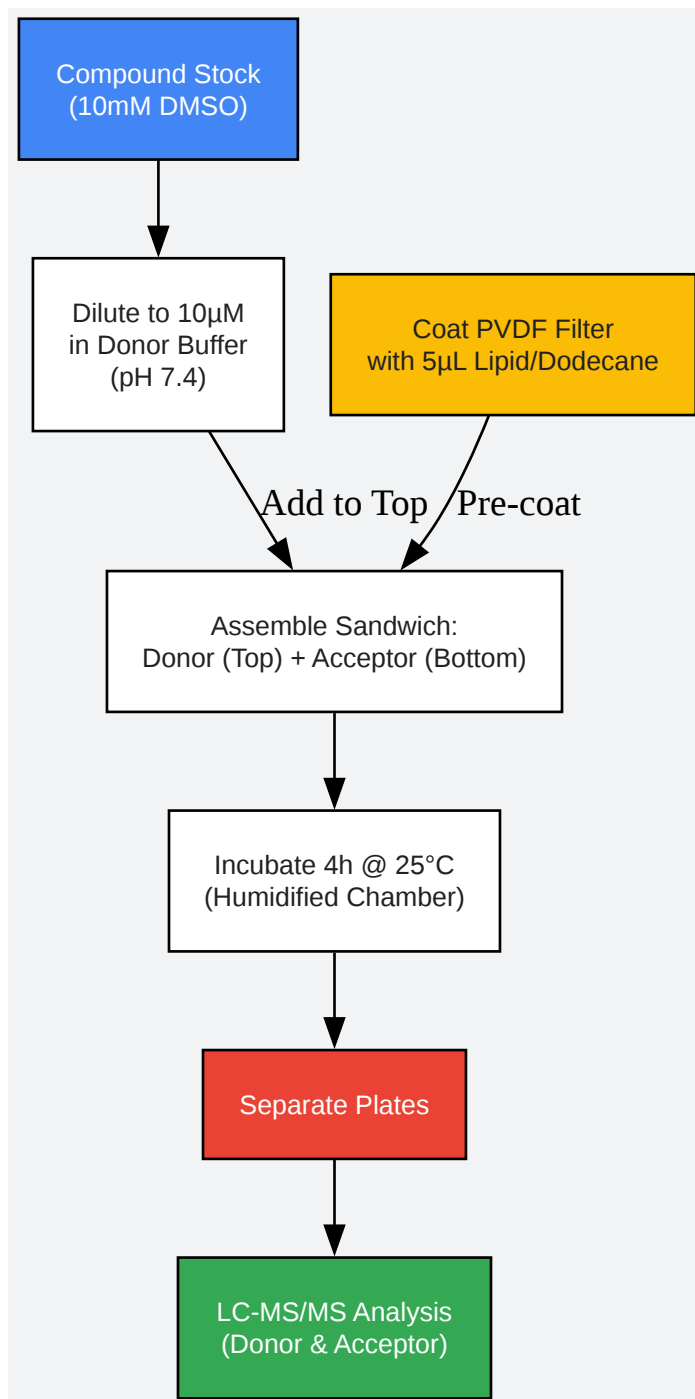 Compound Stock
(10mM DMSO)
Dilute to 10µM
in Donor Buffer
(pH 7.4)
Coat PVDF Filter
with 5µL Lipid/Dodecane
Add to Top
Pre-coat
Assemble Sandwich:
Donor (Top) + Acceptor (Bottom)
Incubate 4h @ 25°C
(Humidified Chamber)
Separate Plates
LC-MS/MS Analysis
(Donor & Acceptor)